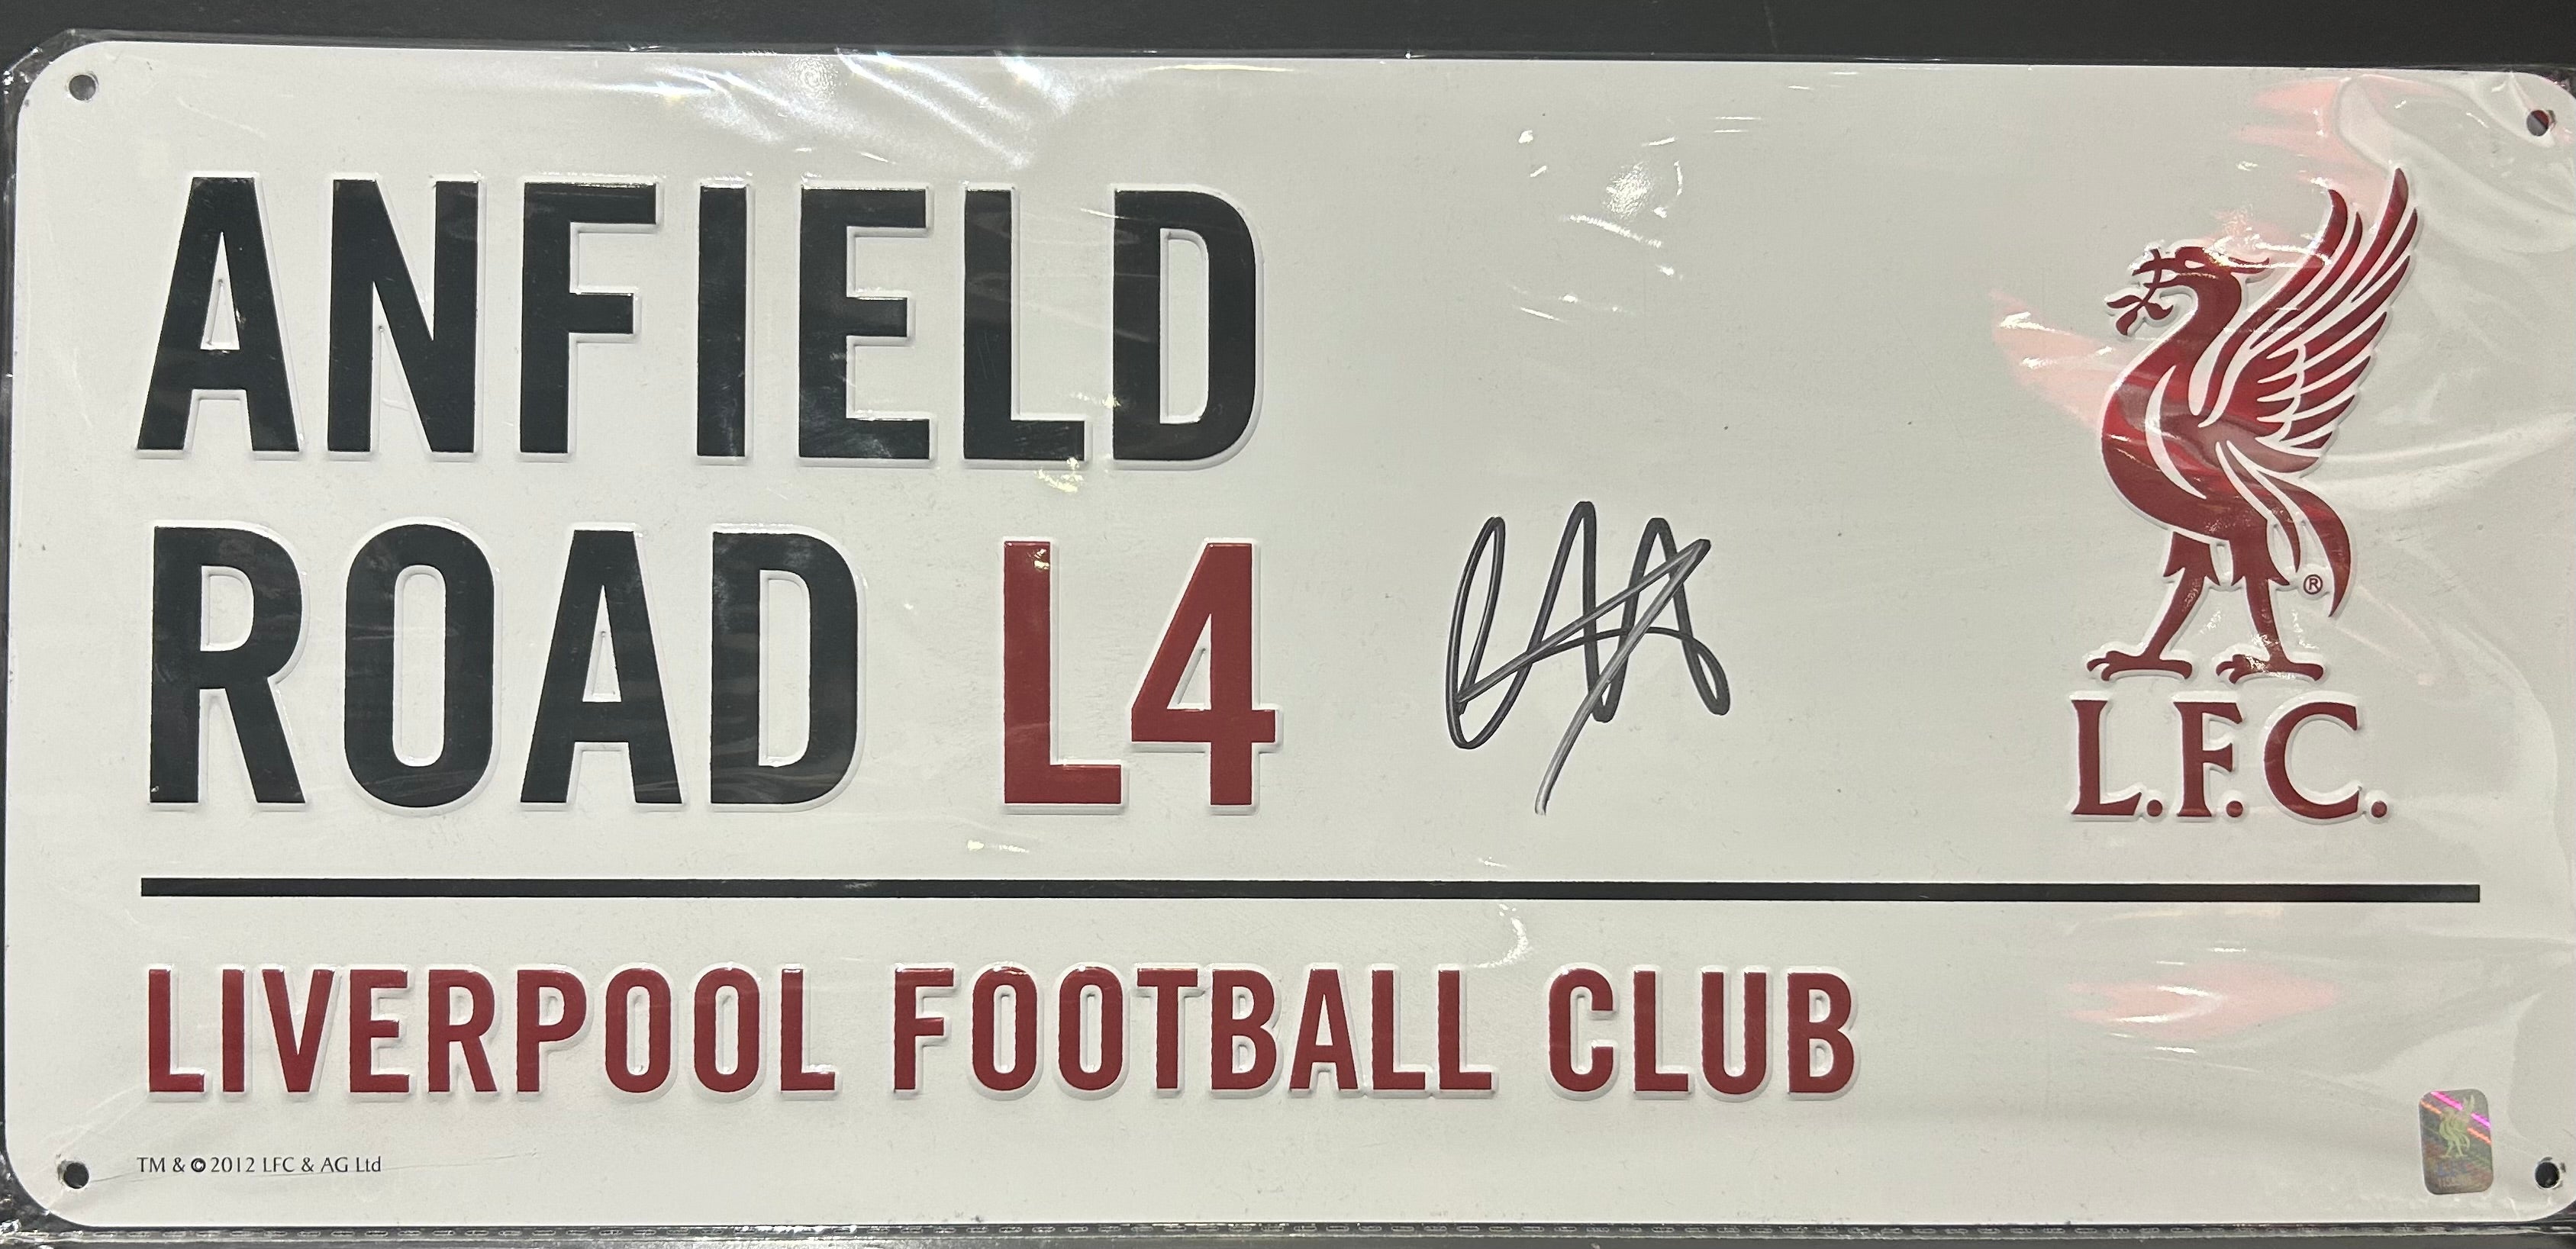 ANFIELD
ROAD L4
®
L.F.C.
LIVERPOOL FOOTBALL CLUB
TM & © 2012 LFC & AG Ltd